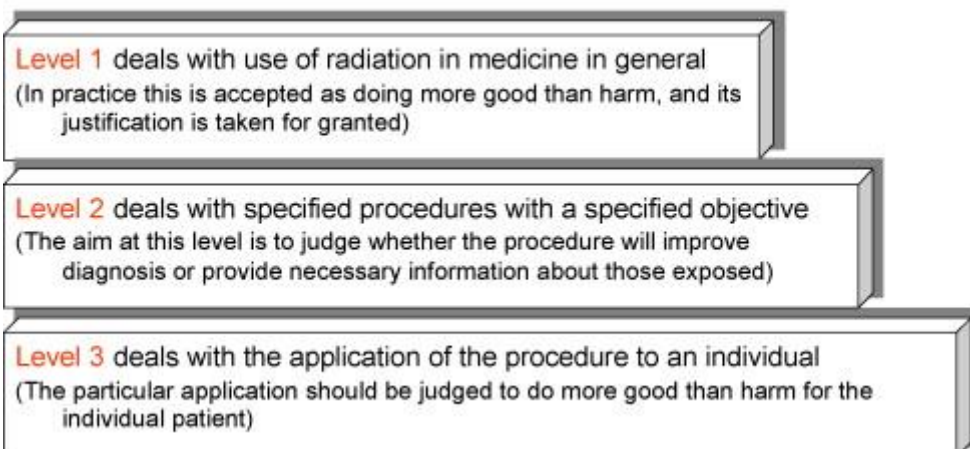 Level 1 deals with use of radiation in medicine in general
(In practice this is accepted as doing more good than harm, and its
justification is taken for granted)
Level 2 deals with specified procedures with a specified objective
(The aim at this level is to judge whether the procedure will improve
diagnosis or provide necessary information about those exposed)
Level 3 deals with the application of the procedure to an individual
(The particular application should be judged to do more good than harm for the
individual patient)